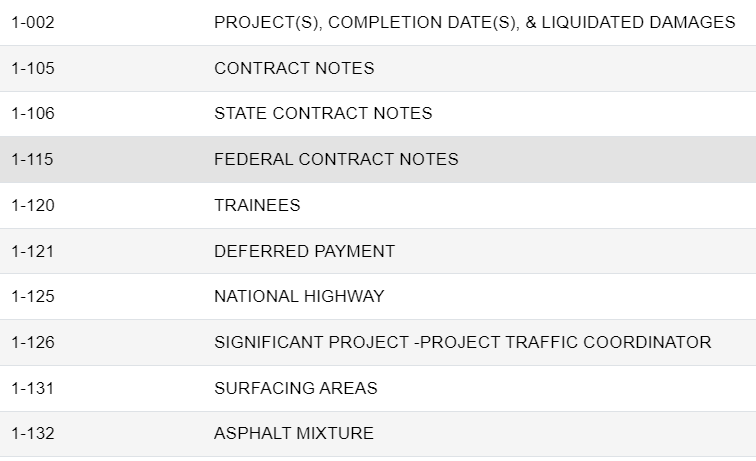 1-002 PROJECT(S), COMPLETION DATE(S), & LIQUIDATED DAMAGES
1-105 CONTRACT NOTES
1-106 STATE CONTRACT NOTES
1-115 FEDERAL CONTRACT NOTES
1-120 TRAINEES
1-121 DEFERRED PAYMENT
1-125 NATIONAL HIGHWAY
1-126 SIGNIFICANT PROJECT -PROJECT TRAFFIC COORDINATOR
1-131 SURFACING AREAS
1-132 ASPHALT MIXTURE